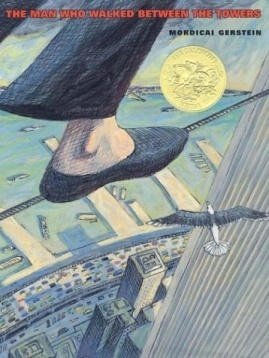 THE MAN WHO WALKED BETWEEN THE TOWERS
MORDICAI GERSTEIN